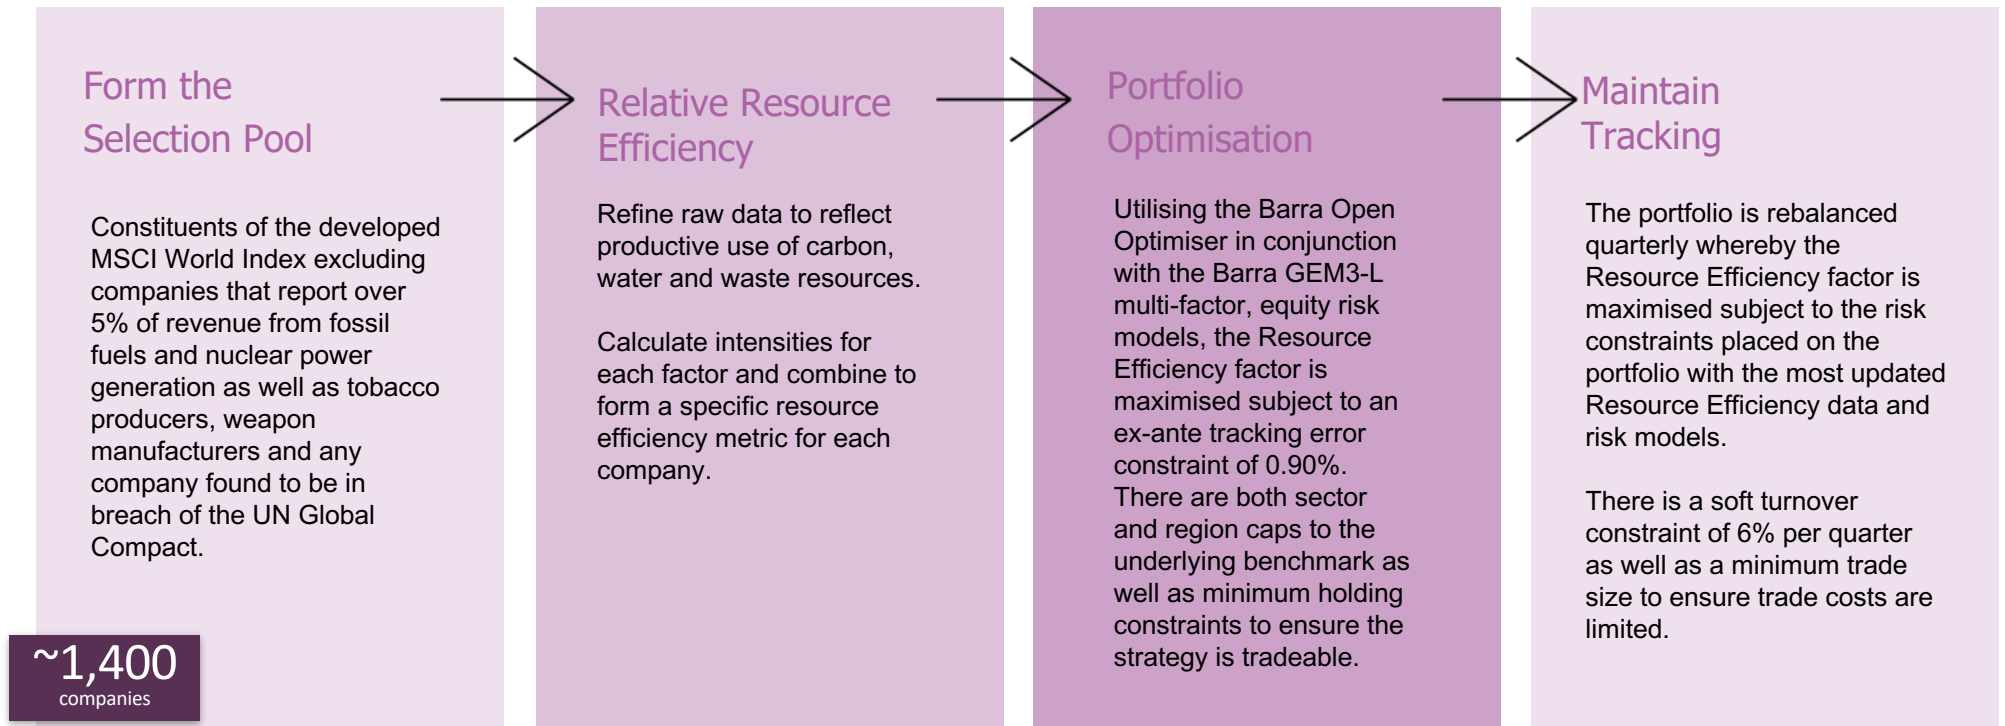 Form the
Selection Pool
Constituents of the developed
MSCI World Index excluding
companies that report over
5% of revenue from fossil
fuels and nuclear power
generation as well as tobacco
producers, weapon
manufacturers and any
company found to be in
breach of the UN Global
Compact.
~1,400
companies
Relative Resource
Efficiency
Refine raw data to reflect
productive use of carbon,
water and waste resources.
Calculate intensities for
each factor and combine to
form a specific resource
efficiency metric for each
company.
Portfolio
Optimisation
Utilising the Barra Open
Optimiser in conjunction
with the Barra GEM3-L
multi-factor, equity risk
models, the Resource
Efficiency factor is
maximised subject to an
ex-ante tracking error
constraint of 0.90%.
There are both sector
and region caps to the
underlying benchmark as
well as minimum holding
constraints to ensure the
strategy is tradeable.
Maintain
Tracking
The portfolio is rebalanced
quarterly whereby the
Resource Efficiency factor is
maximised subject to the risk
constraints placed on the
portfolio with the most updated
Resource Efficiency data and
risk models.
There is a soft turnover
constraint of 6% per quarter
as well as a minimum trade
size to ensure trade costs are
limited.